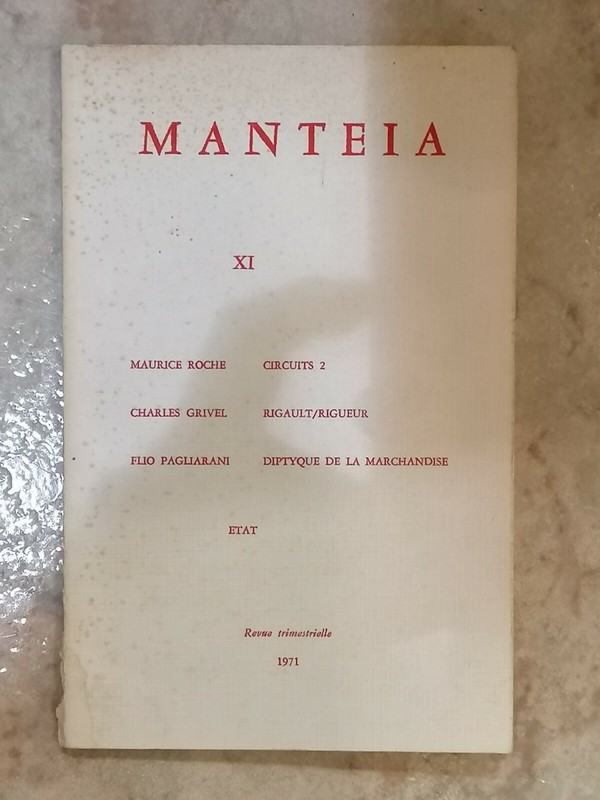 MANTEIA
XI
MAURICE ROCHE CIRCUITS 2
CHARLES GRIVEL RIGAULT/RIGUEUR
FLIO PAGLIARANI DIPTYQUE DE LA MARCHANDISE
ETAT
Revue trimestrielle
1971